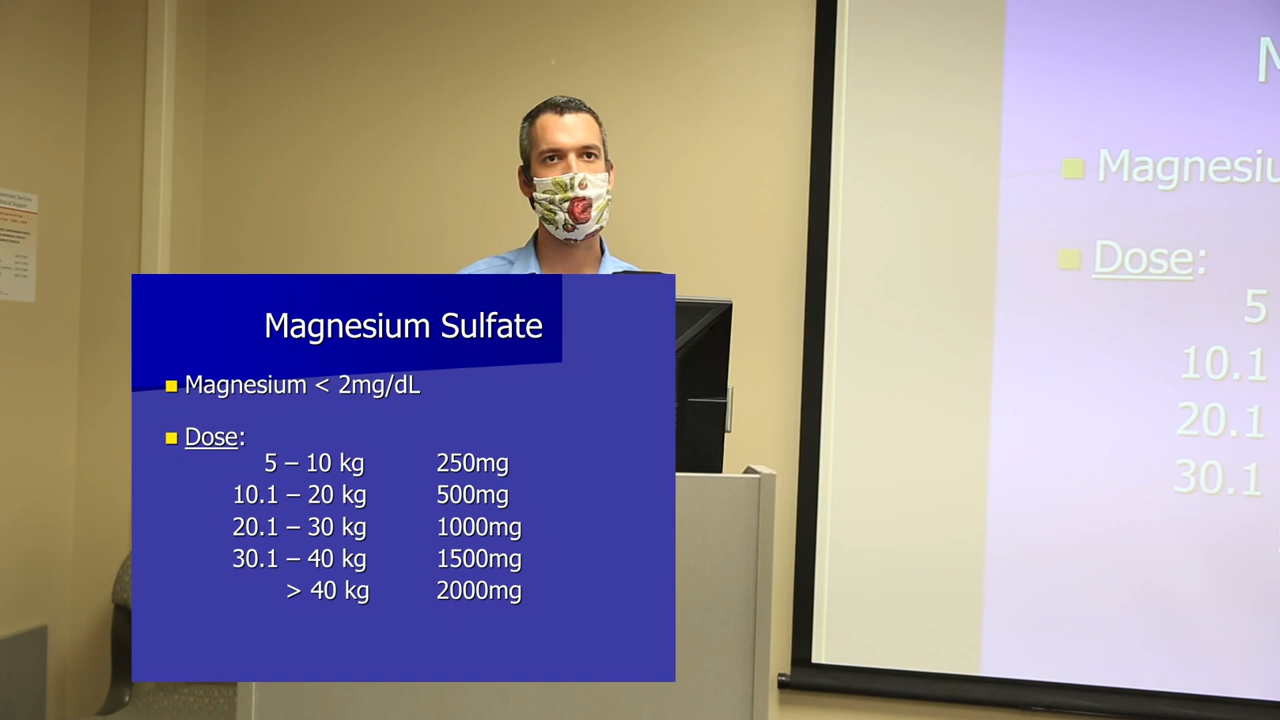 Magnesium Sulfate
Magnesium < 2mg/dL
Dose:
5 – 10 kg 250mg
10.1 – 20 kg 500mg
20.1 – 30 kg 1000mg
30.1 – 40 kg 1500mg
> 40 kg 2000mg
M
Magnesiu
Dose:
5
10.1
20.1
30.1